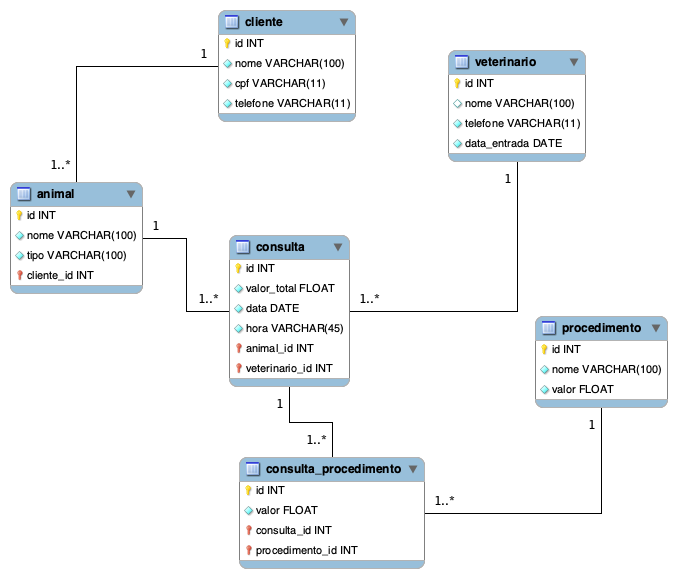 cliente
id INT
nome VARCHAR(100)
cpf VARCHAR(11)
telefone VARCHAR(11)
1
1..*
veterinario
id INT
nome VARCHAR(100)
telefone VARCHAR(11)
data_entrada DATE
1
animal
id INT
nome VARCHAR(100)
tipo VARCHAR(100)
cliente_id INT
1
1..*
consulta
id INT
valor_total FLOAT
data DATE
hora VARCHAR(45)
animal_id INT
veterinario_id INT
1..*
1
1..*
procedimento
id INT
nome VARCHAR(100)
valor FLOAT
1
consulta_procedimento
id INT
valor FLOAT
consulta_id INT
procedimento_id INT
1..*